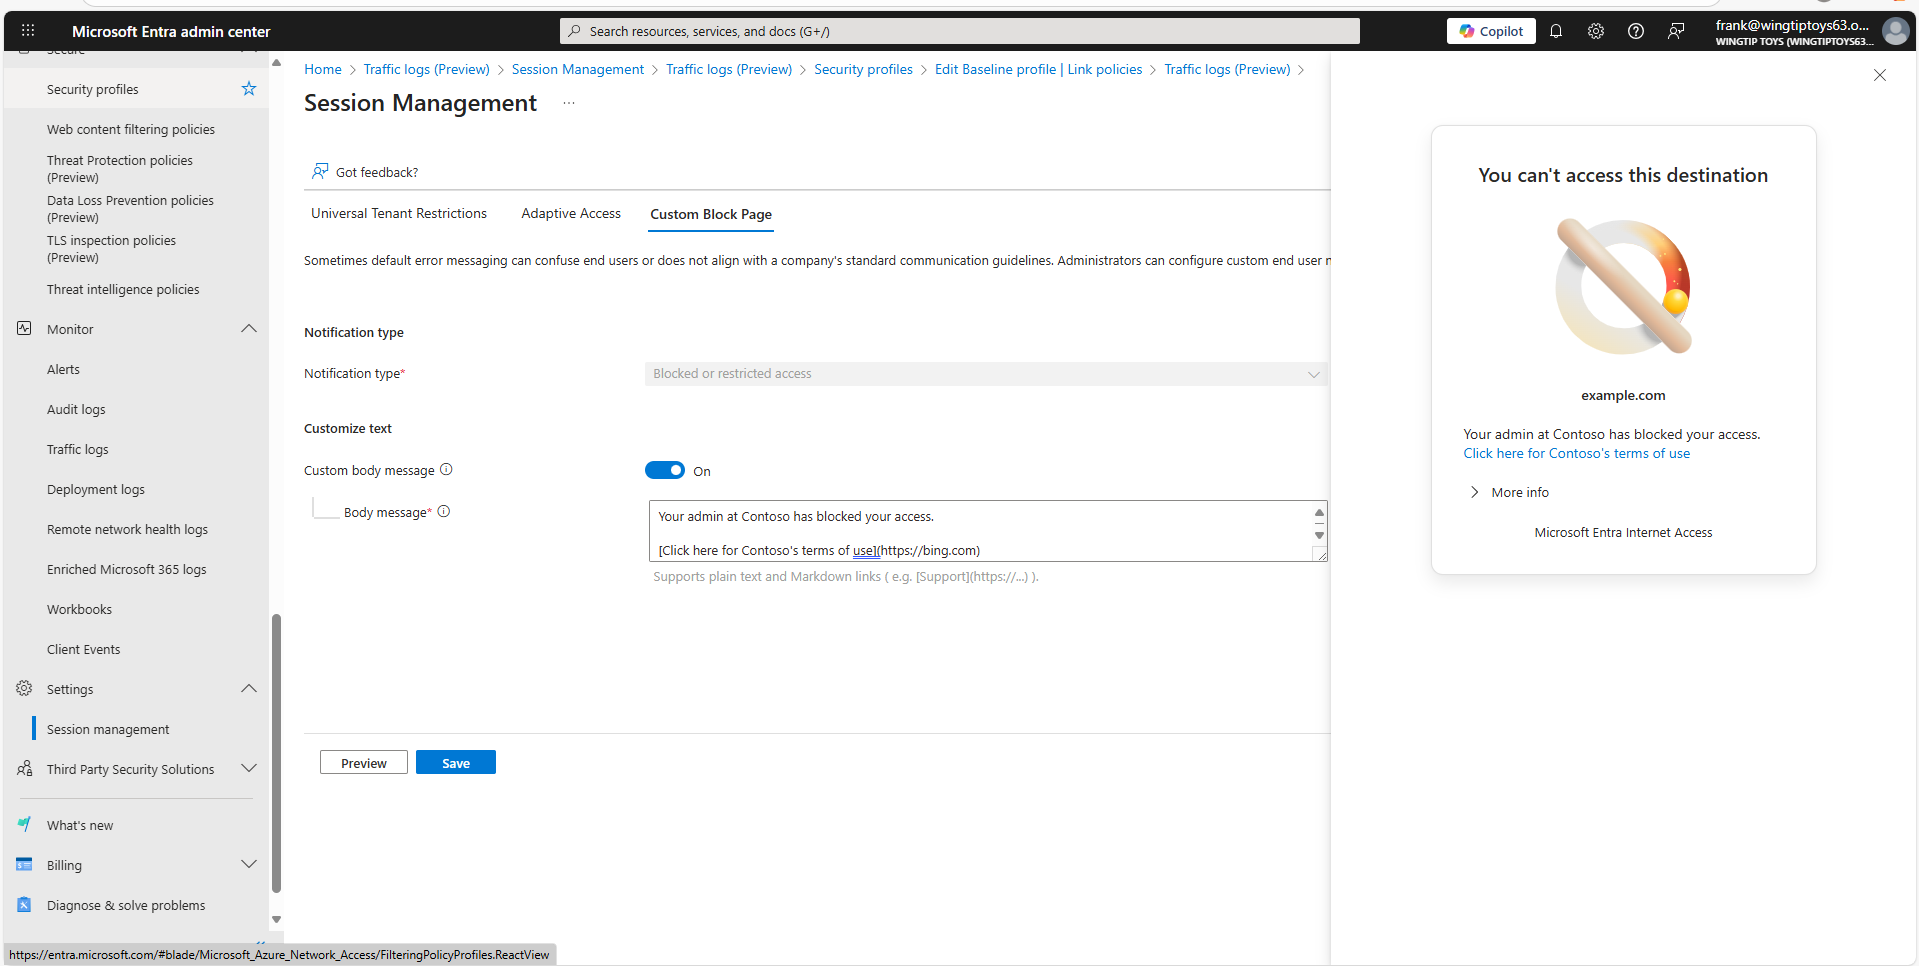 Microsoft Entra admin center
Search resources, services, and docs (G+/)
Copilot
frank@wingtiptoys63.o...
WINGTIP TOYS (WINGTIPTOYS63...
Secure
Security profiles
Web content filtering policies
Threat Protection policies
(Preview)
Data Loss Prevention policies
(Preview)
TLS inspection policies
(Preview)
Threat intelligence policies
Monitor
Alerts
Audit logs
Traffic logs
Deployment logs
Remote network health logs
Enriched Microsoft 365 logs
Workbooks
Client Events
Settings
Session management
Third Party Security Solutions
What's new
Billing
Diagnose & solve problems
https://entra.microsoft.com/#blade/Microsoft_Azure_Network_Access/FilteringPolicyProfiles.ReactView
Home > Traffic logs (Preview) > Session Management > Traffic logs (Preview) > Security profiles > Edit Baseline profile | Link policies > Traffic logs (Preview) >
Session Management ...
Got feedback?
Universal Tenant Restrictions Adaptive Access Custom Block Page
Sometimes default error messaging can confuse end users or does not align with a company's standard communication guidelines. Administrators can configure custom end user
Notification type
Notification type* Blocked or restricted access
Customize text
Custom body message On
Body message*
Your admin at Contoso has blocked your access.
[Click here for Contoso's terms of use](https://bing.com)
Supports plain text and Markdown links ( e.g. [Support](https://...) ).
Preview Save
You can't access this destination
example.com
Your admin at Contoso has blocked your access.
Click here for Contoso's terms of use
More info
Microsoft Entra Internet Access